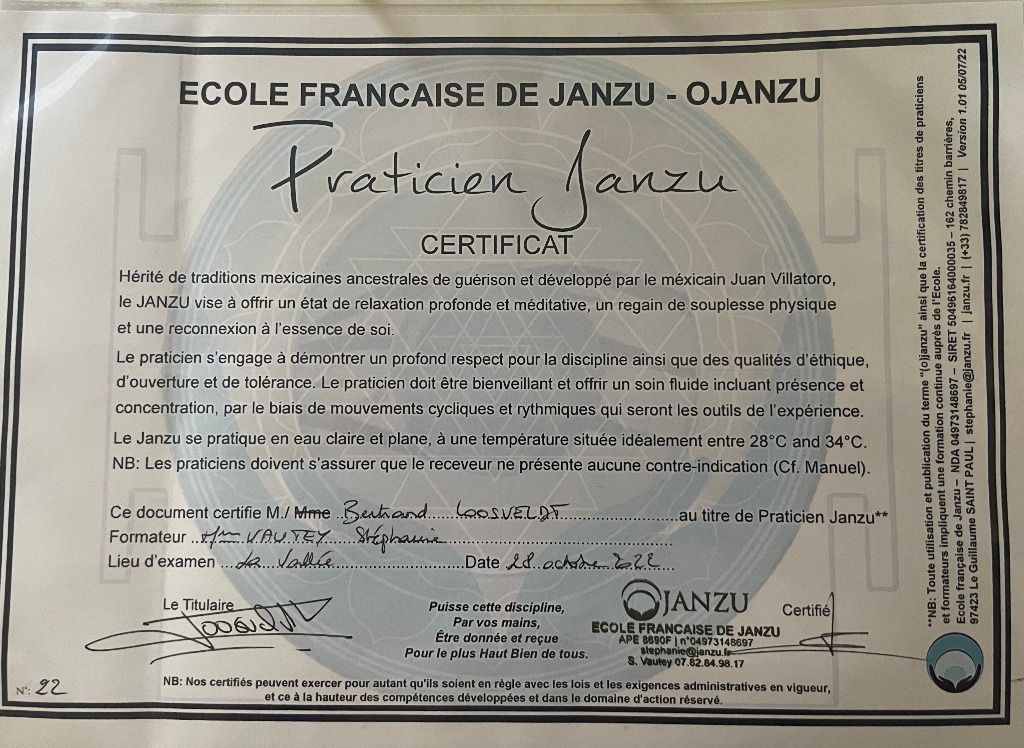 ECOLE FRANCAISE DE JANZU - OJANZU
Praticien Janzu
CERTIFICAT
Hérité de traditions mexicaines ancestrales de guérison et développé par le méxicain Juan Villatoro,
le JANZU vise à offrir un état de relaxation profonde et méditative, un regain de souplesse physique
et une reconnexion à l'essence de soi.
Le praticien s'engage à démontrer un profond respect pour la discipline ainsi que des qualités d'éthique,
d'ouverture et de tolérance. Le praticien doit être bienveillant et offrir un soin fluide incluant présence et
concentration, par le biais de mouvements cycliques et rythmiques qui seront les outils de l'expérience.
Le Janzu se pratique en eau claire et plane, à une température située idéalement entre 28°C and 34°C.
NB: Les praticiens doivent s'assurer que le receveur ne présente aucune contre-indication (Cf. Manuel).
Ce document certifie M./ Mme Bertrand LOOSVELDT au titre de Praticien Janzu**
Formateur Mme VAUTEY Stéphanie
Lieu d'examen La Vallée Date 28 octobre 2022
Le Titulaire
Puisse cette discipline,
Par vos mains,
Être donnée et reçue
Pour le plus Haut Bien de tous.
OJANZU
ECOLE FRANCAISE DE JANZU
APE 8690F | n°04973148697
stephanie@janzu.fr
S. Vautey 07.82.84.98.17
Certifié
N°: 22
NB: Nos certifiés peuvent exercer pour autant qu'ils soient en règle avec les lois et les exigences administratives en vigueur,
et ce à la hauteur des compétences développées et dans le domaine d'action réservé.
**NB: Toute utilisation et publication du terme "(o)janzu" ainsi que la certification des titres de praticiens
et formateurs impliquent une formation continue auprès de l'Ecole.
Ecole française de Janzu – NDA 04973148697 – SIRET 50496164000035 – 162 chemin barrières,
97423 Le Guillaume SAINT PAUL | stephanie@janzu.fr | janzu.fr | (+33) 782849817 | Version 1.01 05/07/22